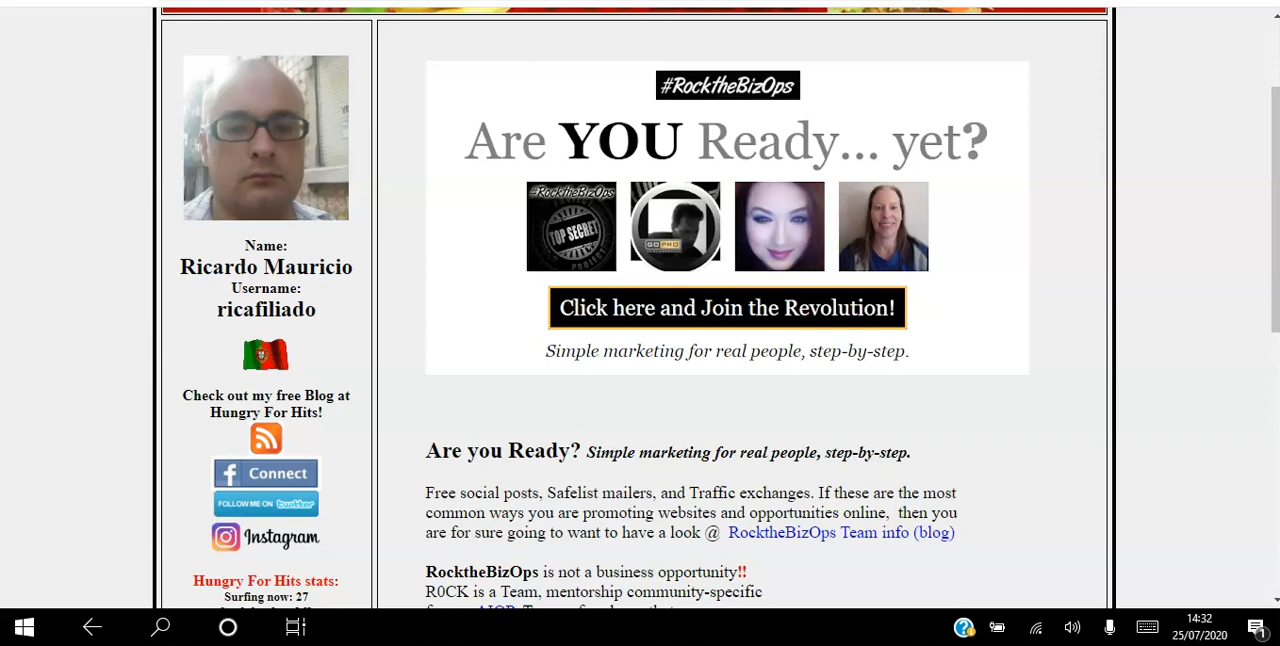 Name:
Ricardo Mauricio
Username:
ricafiliado
Check out my free Blog at
Hungry For Hits!
Connect
FOLLOW ME ON twitter
Instagram
Hungry For Hits stats:
Surfing now: 27
#RocktheBizOps
Are YOU Ready... yet?
#RocktheBizOps
TOP SECRET
PROJECT
GO PRO
Click here and Join the Revolution!
Simple marketing for real people, step-by-step.
Are you Ready? Simple marketing for real people, step-by-step.
Free social posts, Safelist mailers, and Traffic exchanges. If these are the most
common ways you are promoting websites and opportunities online, then you
are for sure going to want to have a look @ RocktheBizOps Team info (blog)
RocktheBizOps is not a business opportunity!!
R0CK is a Team, mentorship community-specific
14:32
25/07/2020
1